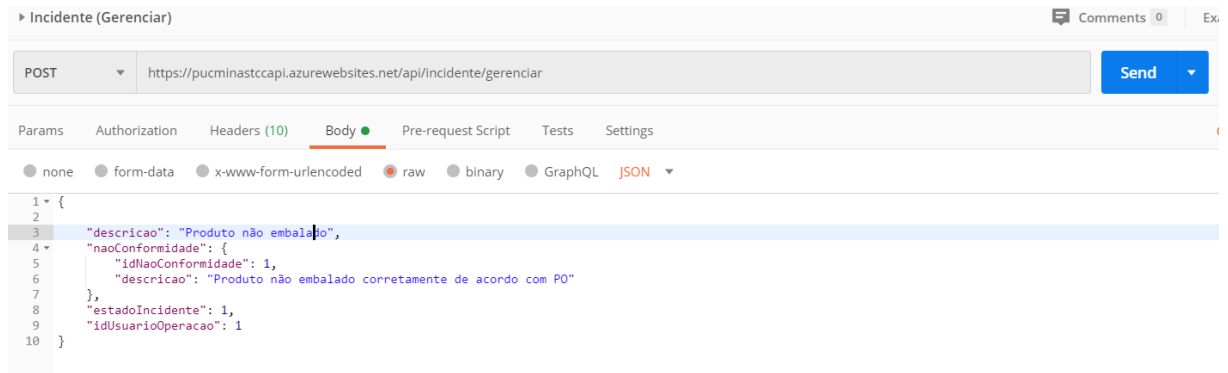 Incidente (Gerenciar) Comments 0 Exa
POST https://pucminastccapi.azurewebsites.net/api/incidente/gerenciar Send
Params Authorization Headers (10) Body Pre-request Script Tests Settings
none form-data x-www-form-urlencoded raw binary GraphQL JSON
1 {
2
3 "descricao": "Produto não embalado",
4 "naoConformidade": {
5 "idNaoConformidade": 1,
6 "descricao": "Produto não embalado corretamente de acordo com PO"
7 },
8 "estadoIncidente": 1,
9 "idUsuarioOperacao": 1
10 }